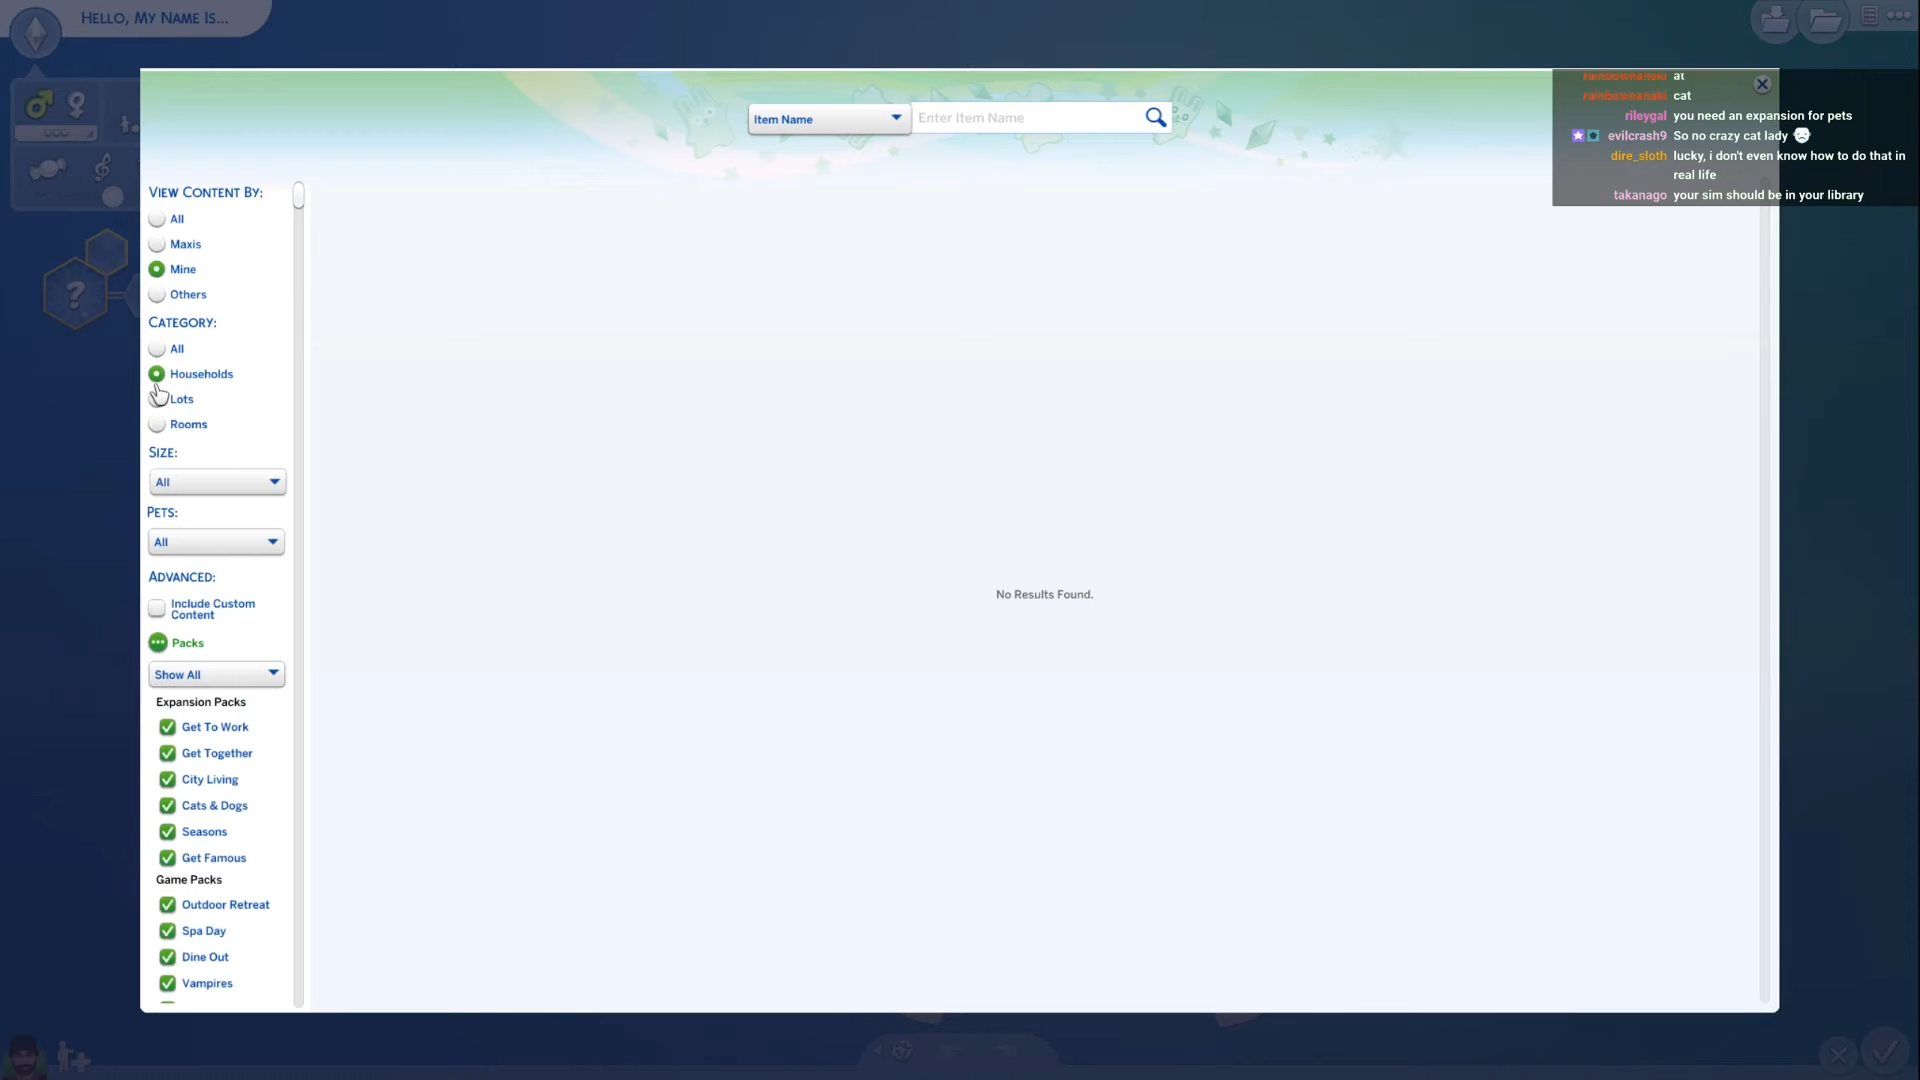 Hello, My Name Is...
Item Name
Enter Item Name
at
cat
rileygal you need an expansion for pets
evilcrash9 So no crazy cat lady
dire_sloth lucky, i don't even know how to do that in
real life
takanago your sim should be in your library
View Content By:
All
Maxis
Mine
Others
Category:
All
Households
Lots
Rooms
Size:
All
Pets:
All
Advanced:
Include Custom
Content
Packs
Show All
Expansion Packs
Get To Work
Get Together
City Living
Cats & Dogs
Seasons
Get Famous
Game Packs
Outdoor Retreat
Spa Day
Dine Out
Vampires
No Results Found.